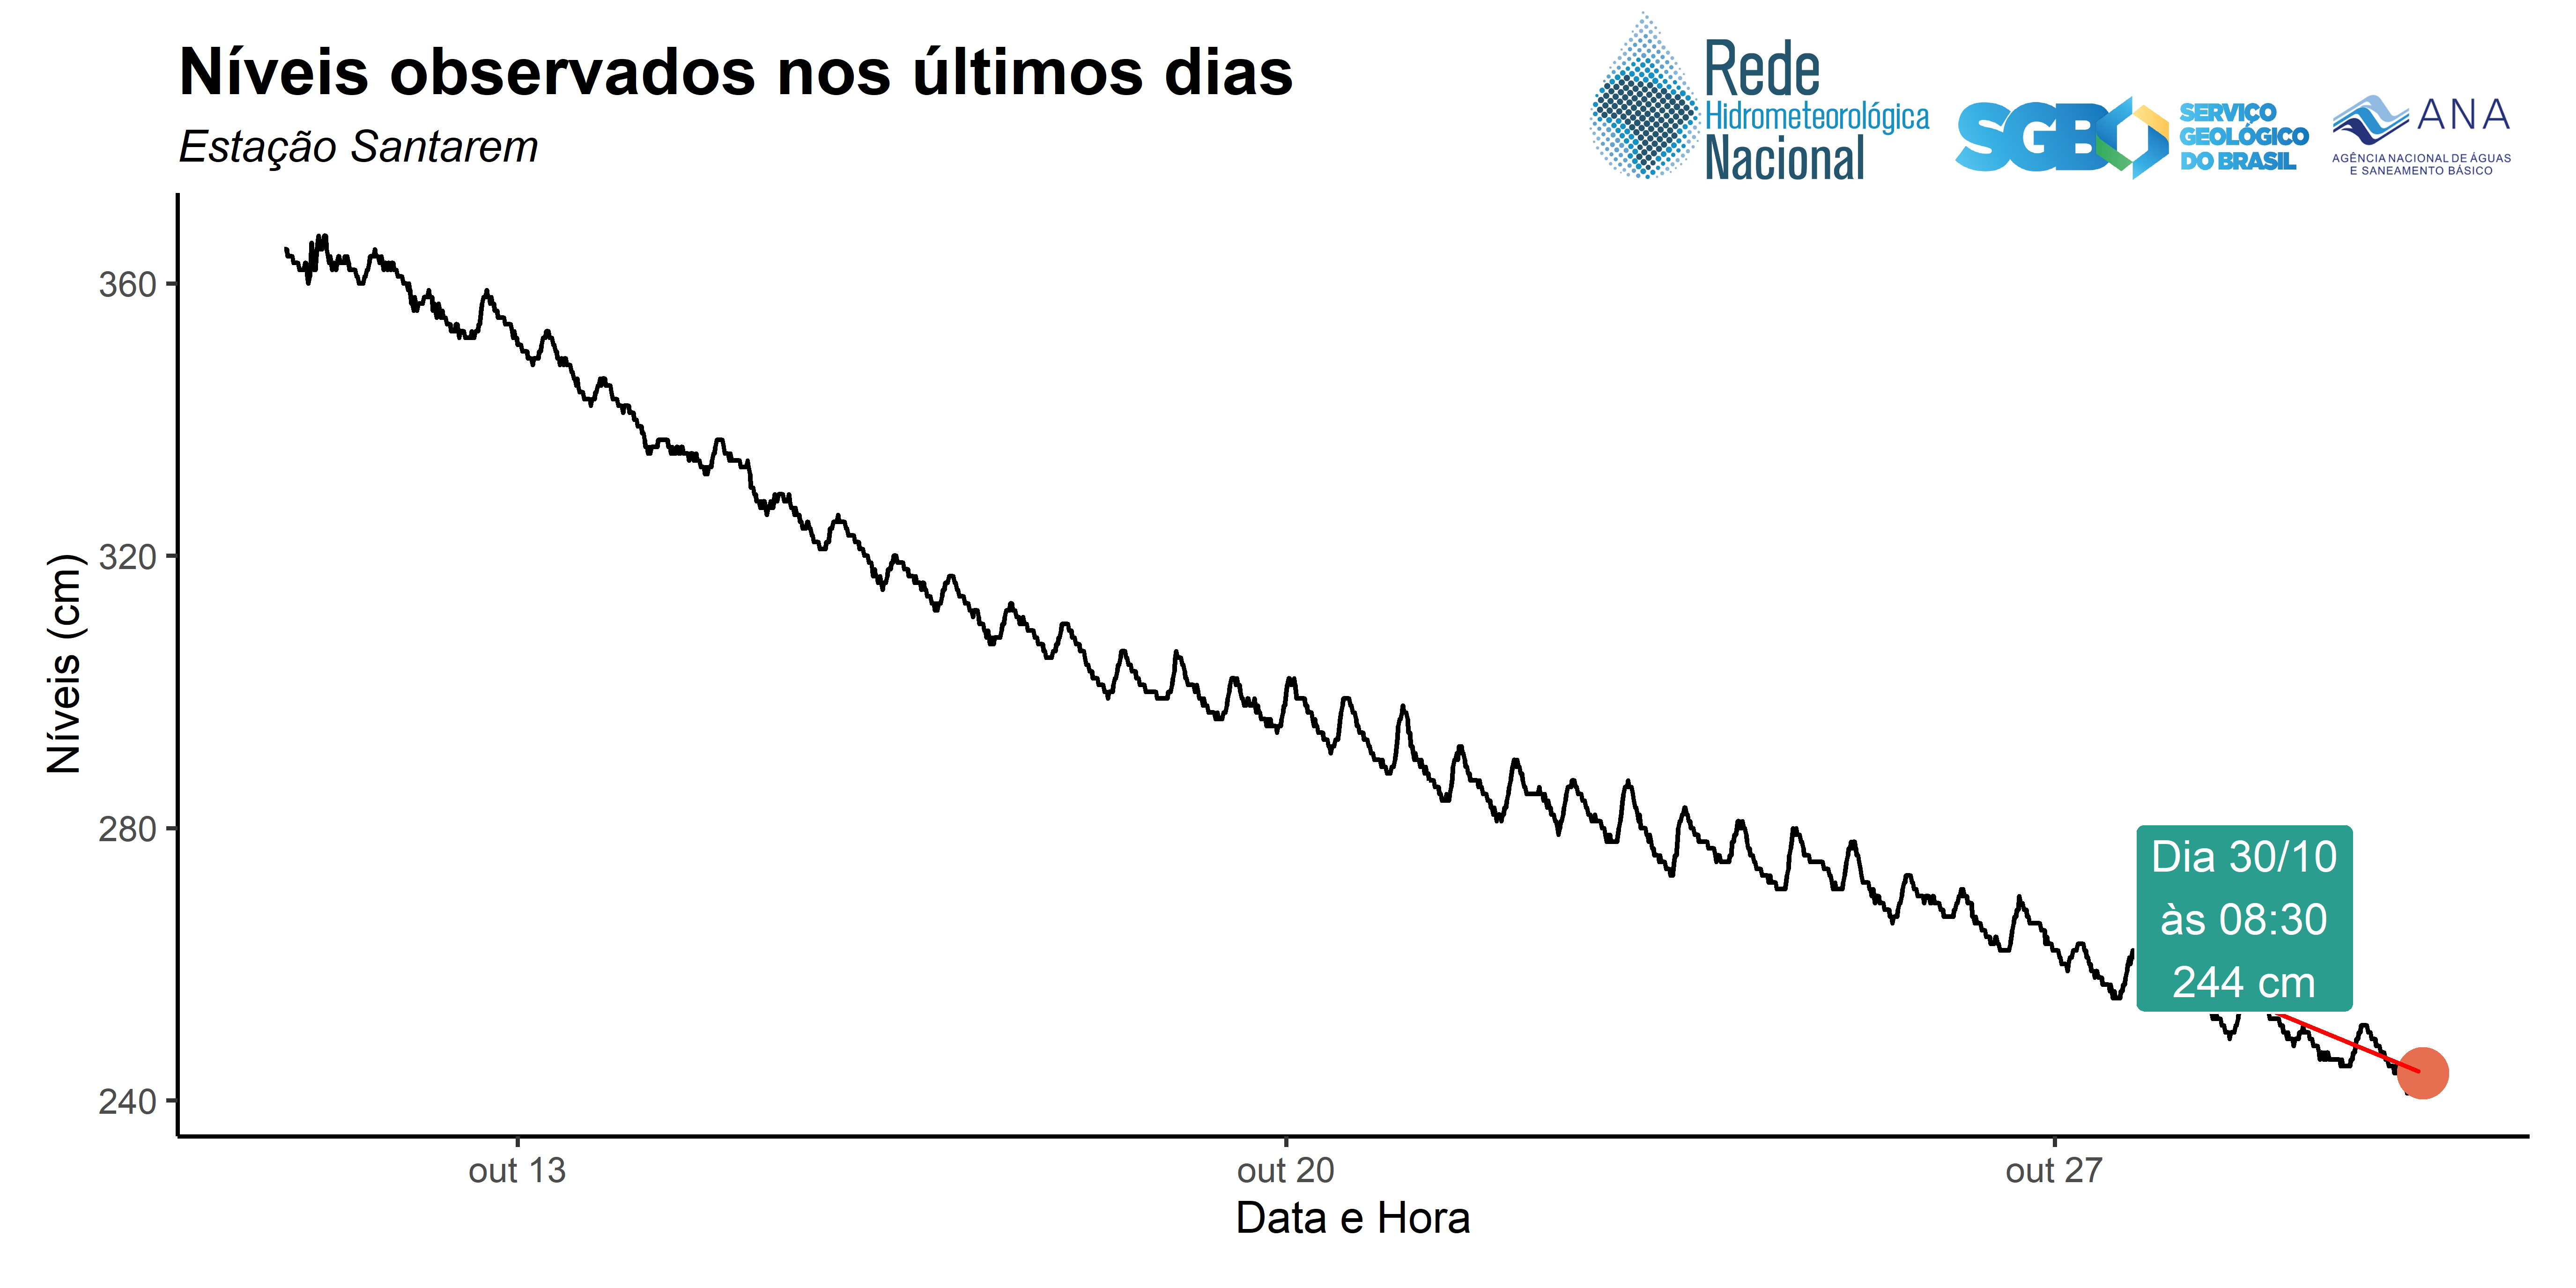 Níveis observados nos últimos dias
Estação Santarem
Rede
Hidrometeorológica
Nacional
SGB
SERVIÇO
GEOLÓGICO
DO BRASIL
ANA
AGÊNCIA NACIONAL DE ÁGUAS
E SANEAMENTO BÁSICO
Níveis (cm)
360
320
280
240
Dia 30/10
às 08:30
244 cm
out 13
out 20
out 27
Data e Hora